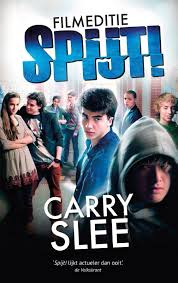 FILMEDITIE
SPIJT!
CARRY
SLEE
'Spijt! lijkt actueler dan ooit.'
de Volkskrant